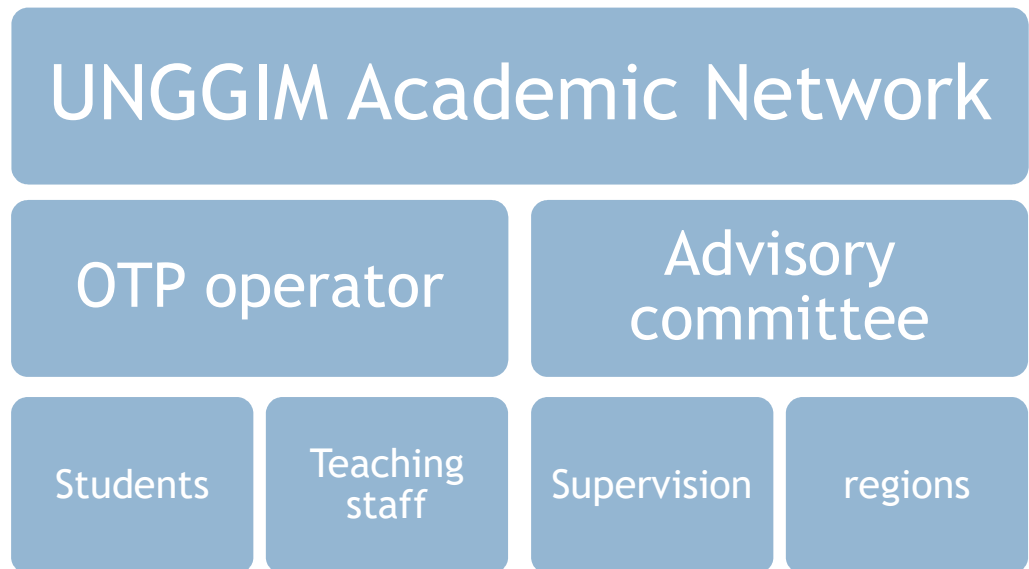 UNGGIM Academic Network
OTP operator
Advisory
committee
Students
Teaching
staff
Supervision
regions